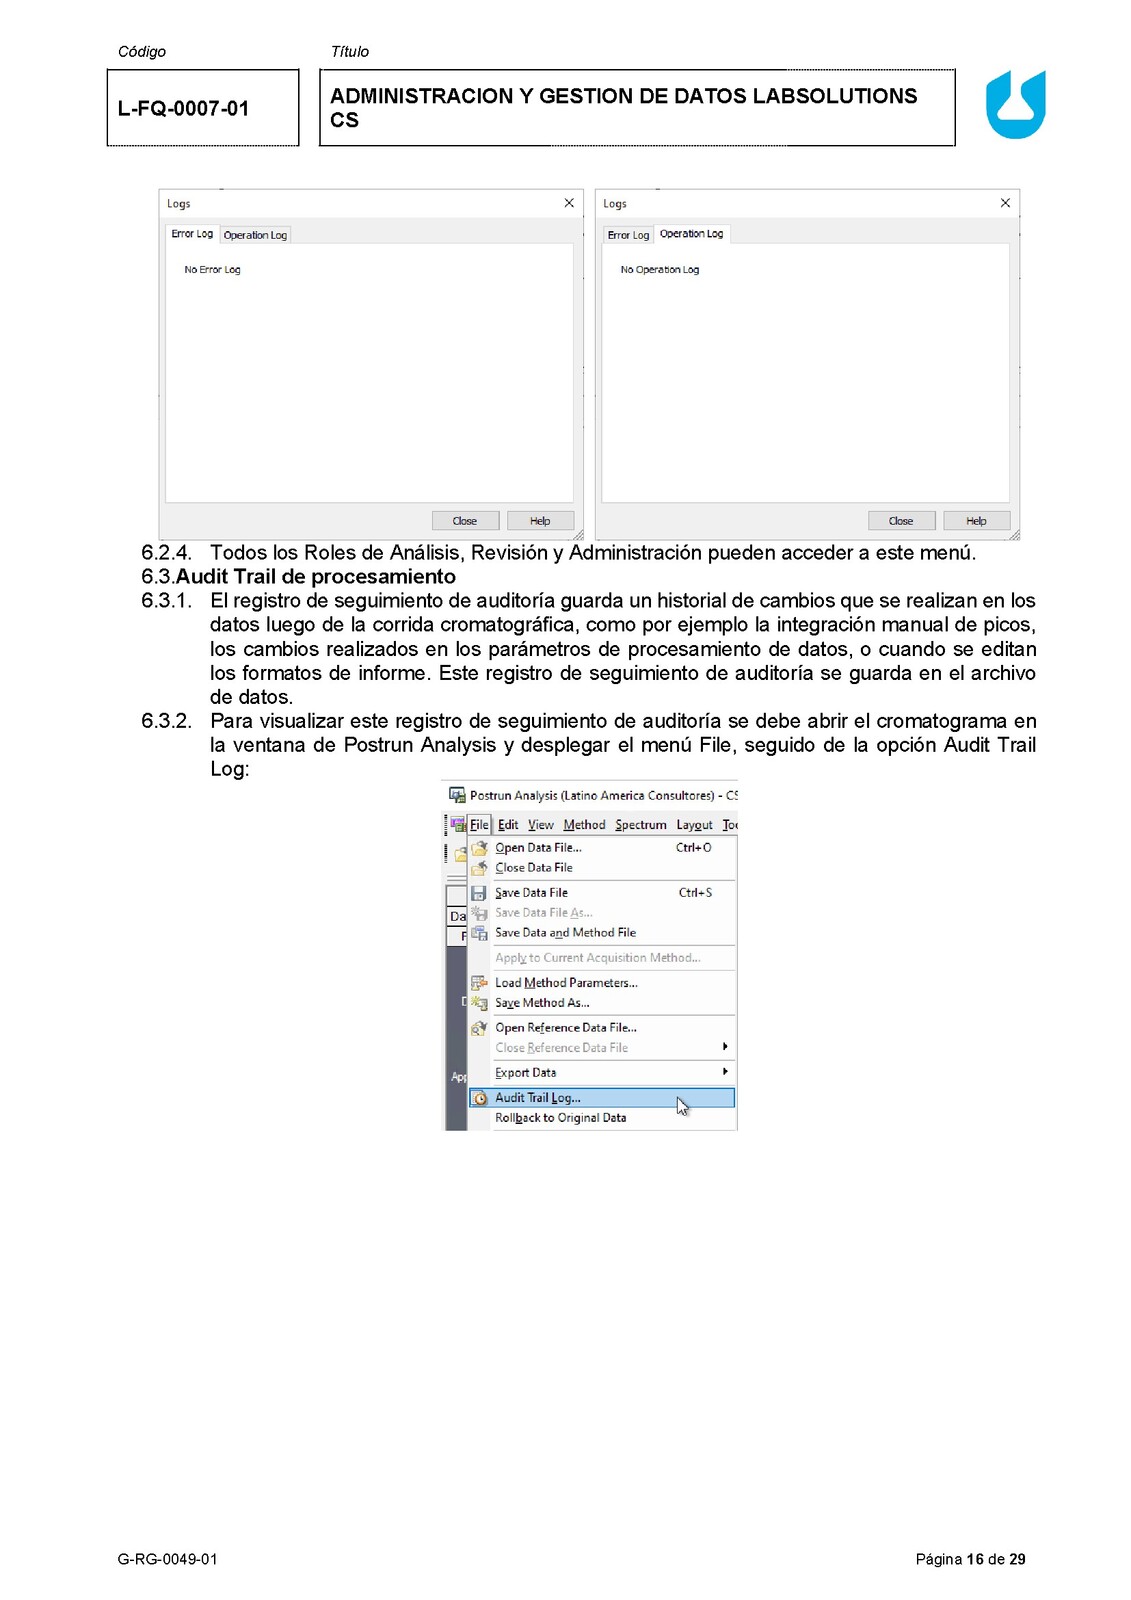 Código
Título
L-FQ-0007-01
ADMINISTRACION Y GESTION DE DATOS LABSOLUTIONS
CS
Logs
Error Log
Operation Log
No Error Log
Close
Help
Logs
Error Log
Operation Log
No Operation Log
Close
Help
6.2.4. Todos los Roles de Análisis, Revisión y Administración pueden acceder a este menú.
6.3.Audit Trail de procesamiento
6.3.1. El registro de seguimiento de auditoría guarda un historial de cambios que se realizan en los
datos luego de la corrida cromatográfica, como por ejemplo la integración manual de picos,
los cambios realizados en los parámetros de procesamiento de datos, o cuando se editan
los formatos de informe. Este registro de seguimiento de auditoría se guarda en el archivo
de datos.
6.3.2. Para visualizar este registro de seguimiento de auditoría se debe abrir el cromatograma en
la ventana de Postrun Analysis y desplegar el menú File, seguido de la opción Audit Trail
Log:
Postrun Analysis (Latino America Consultores) - CS
File Edit View Method Spectrum Layout
Open Data File... Ctrl+O
Close Data File
Save Data File Ctrl+S
Da
Save Data File As...
Save Data and Method File
Apply to Current Acquisition Method...
Load Method Parameters...
Save Method As...
Open Reference Data File...
Close Reference Data File
Export Data
App
Audit Trail Log...
Rollback to Original Data
G-RG-0049-01
Página 16 de 29